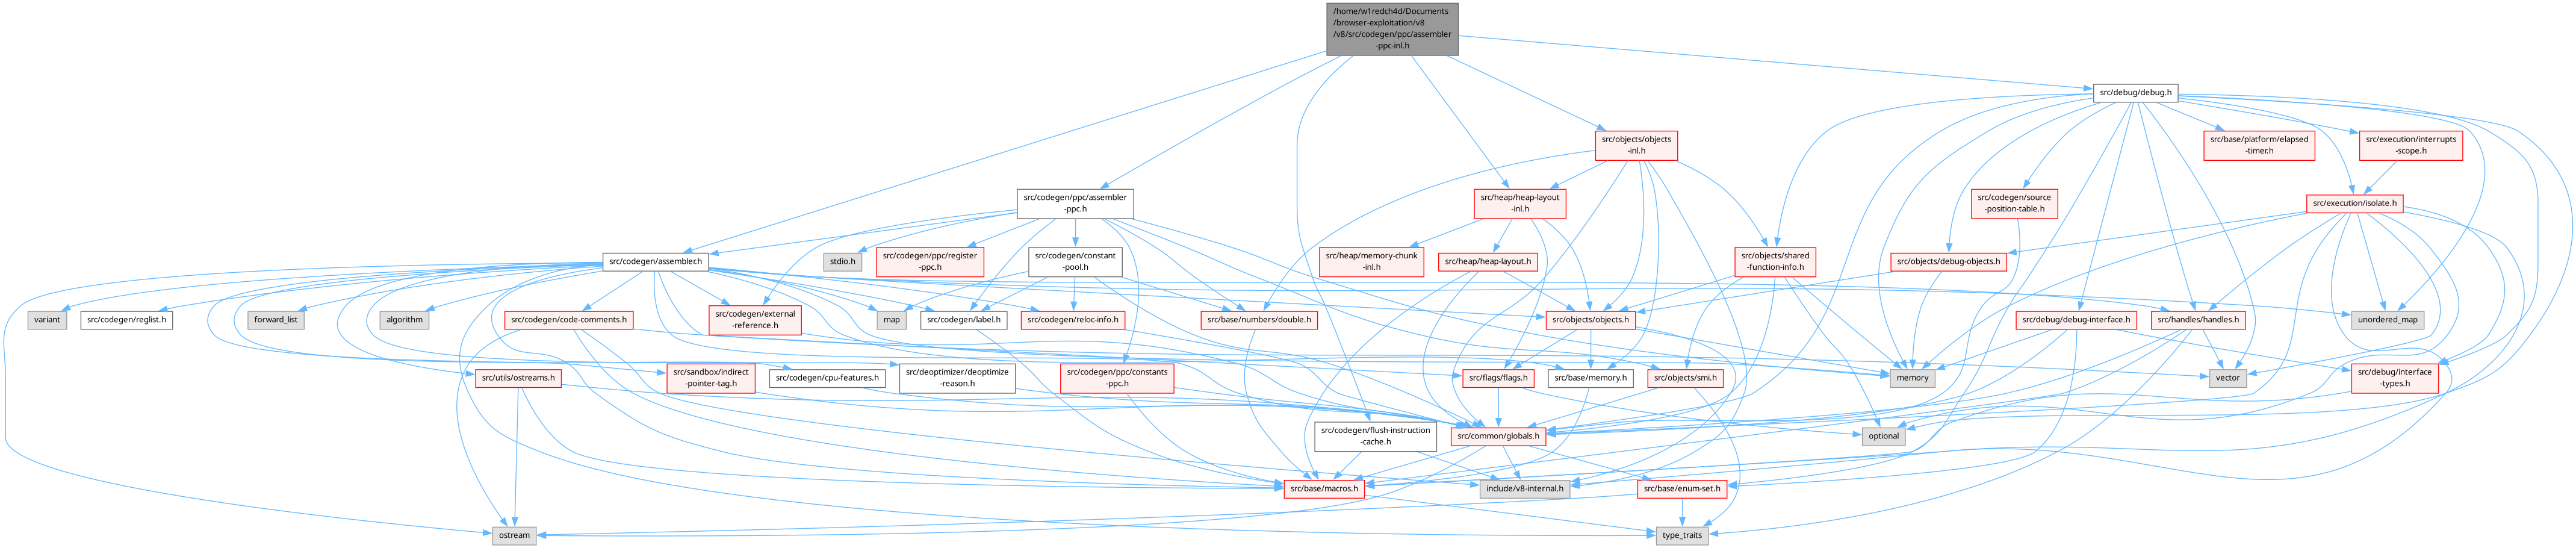 /home/w1redch4d/Documents
/browser-exploitation/v8
/v8/src/codegen/ppc/assembler
-ppc-inl.h
src/debug/debug.h
src/objects/objects
-inl.h
src/base/platform/elapsed
-timer.h
src/execution/interrupts
-scope.h
src/codegen/ppc/assembler
-ppc.h
src/heap/heap-layout
-inl.h
src/codegen/source
-position-table.h
src/execution/isolate.h
src/codegen/assembler.h
stdio.h
src/codegen/ppc/register
-ppc.h
src/codegen/constant
-pool.h
src/heap/memory-chunk
-inl.h
src/heap/heap-layout.h
src/objects/shared
-function-info.h
src/objects/debug-objects.h
variant
src/codegen/reglist.h
forward_list
algorithm
src/codegen/code-comments.h
src/codegen/external
-reference.h
map
src/codegen/label.h
src/codegen/reloc-info.h
src/base/numbers/double.h
src/objects/objects.h
src/debug/debug-interface.h
src/handles/handles.h
unordered_map
src/utils/ostreams.h
src/sandbox/indirect
-pointer-tag.h
src/codegen/cpu-features.h
src/deoptimizer/deoptimize
-reason.h
src/codegen/ppc/constants
-ppc.h
src/flags/flags.h
src/base/memory.h
src/objects/smi.h
memory
vector
src/debug/interface
-types.h
src/codegen/flush-instruction
-cache.h
src/common/globals.h
optional
src/base/macros.h
include/v8-internal.h
src/base/enum-set.h
ostream
type_traits